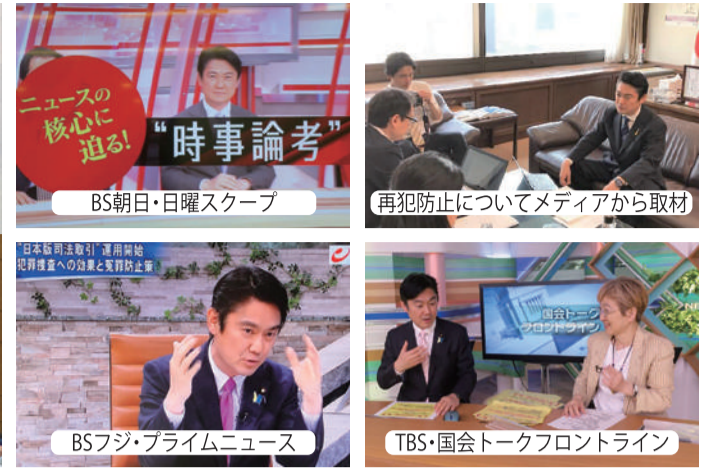 ニュースの
核心に
迫る!
“時事論考”
BS朝日・日曜スクープ
再犯防止についてメディアから取材
"日本版司法取引"運用開始
犯罪捜査への効果と冤罪防止策
BSフジ・プライムニュース
国会トーク
フロントライン
TBS・国会トークフロントライン